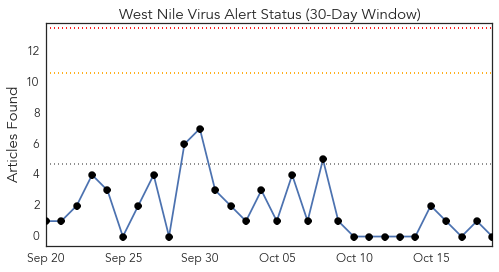 West Nile Virus Alert Status (30-Day Window)
Articles Found
12
10
8
6
4
2
0
Sep 20 Sep 25 Sep 30 Oct 05 Oct 10 Oct 15